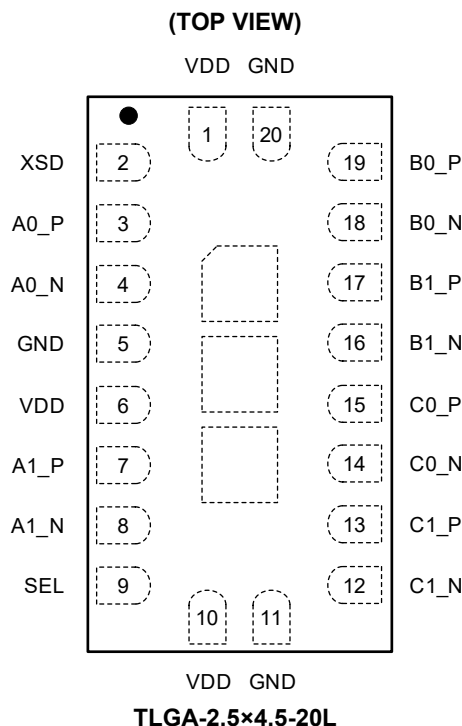 (TOP VIEW)
VDD GND
1 20
XSD 2 19 B0_P
A0_P 3 18 B0_N
A0_N 4 17 B1_P
GND 5 16 B1_N
VDD 6 15 C0_P
A1_P 7 14 C0_N
A1_N 8 13 C1_P
SEL 9 12 C1_N
10 11
VDD GND
TLGA-2.5×4.5-20L